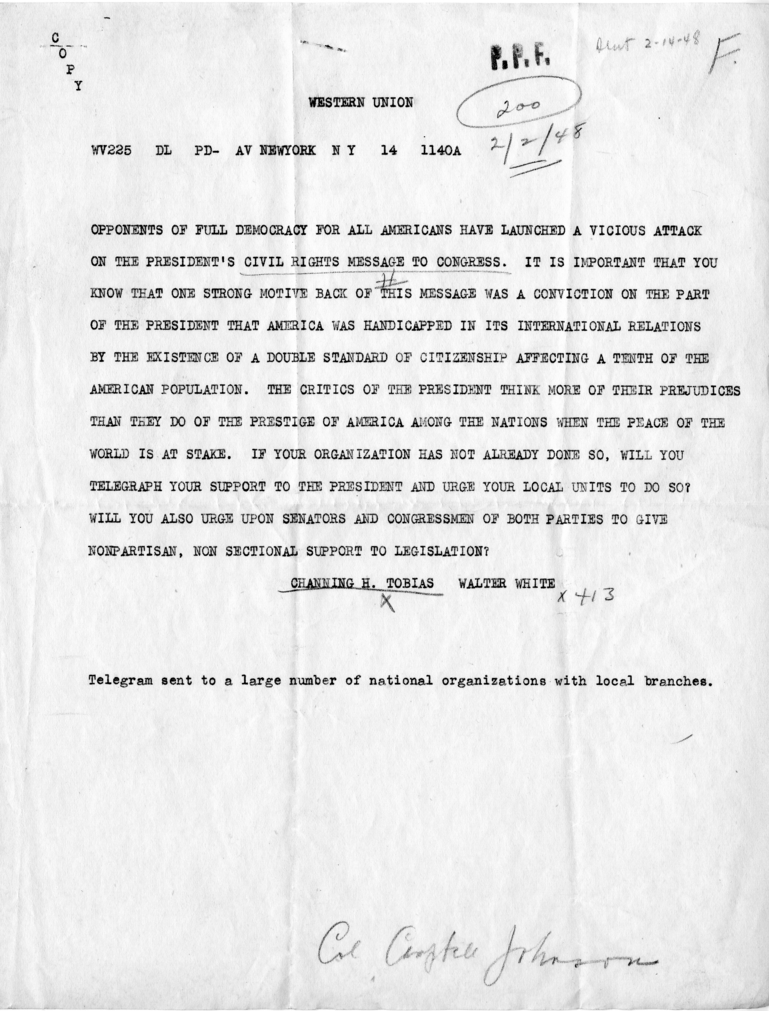 C
O
P
Y
P.P.F.
2-14-48
F.
WESTERN UNION
200
2/2/48
WV225 DL PD- AV NEWYORK N Y 14 1140A
OPPONENTS OF FULL DEMOCRACY FOR ALL AMERICANS HAVE LAUNCHED A VICIOUS ATTACK
ON THE PRESIDENT'S CIVIL RIGHTS MESSAGE TO CONGRESS. IT IS IMPORTANT THAT YOU
KNOW THAT ONE STRONG MOTIVE BACK OF THIS MESSAGE WAS A CONVICTION ON THE PART
OF THE PRESIDENT THAT AMERICA WAS HANDICAPPED IN ITS INTERNATIONAL RELATIONS
BY THE EXISTENCE OF A DOUBLE STANDARD OF CITIZENSHIP AFFECTING A TENTH OF THE
AMERICAN POPULATION. THE CRITICS OF THE PRESIDENT THINK MORE OF THEIR PREJUDICES
THAN THEY DO OF THE PRESTIGE OF AMERICA AMONG THE NATIONS WHEN THE PEACE OF THE
WORLD IS AT STAKE. IF YOUR ORGANIZATION HAS NOT ALREADY DONE SO, WILL YOU
TELEGRAPH YOUR SUPPORT TO THE PRESIDENT AND URGE YOUR LOCAL UNITS TO DO SO?
WILL YOU ALSO URGE UPON SENATORS AND CONGRESSMEN OF BOTH PARTIES TO GIVE
NONPARTISAN, NON SECTIONAL SUPPORT TO LEGISLATION?
CHANNING H. TOBIAS WALTER WHITE
x x 413
Telegram sent to a large number of national organizations with local branches.
Col Campbell Johnson